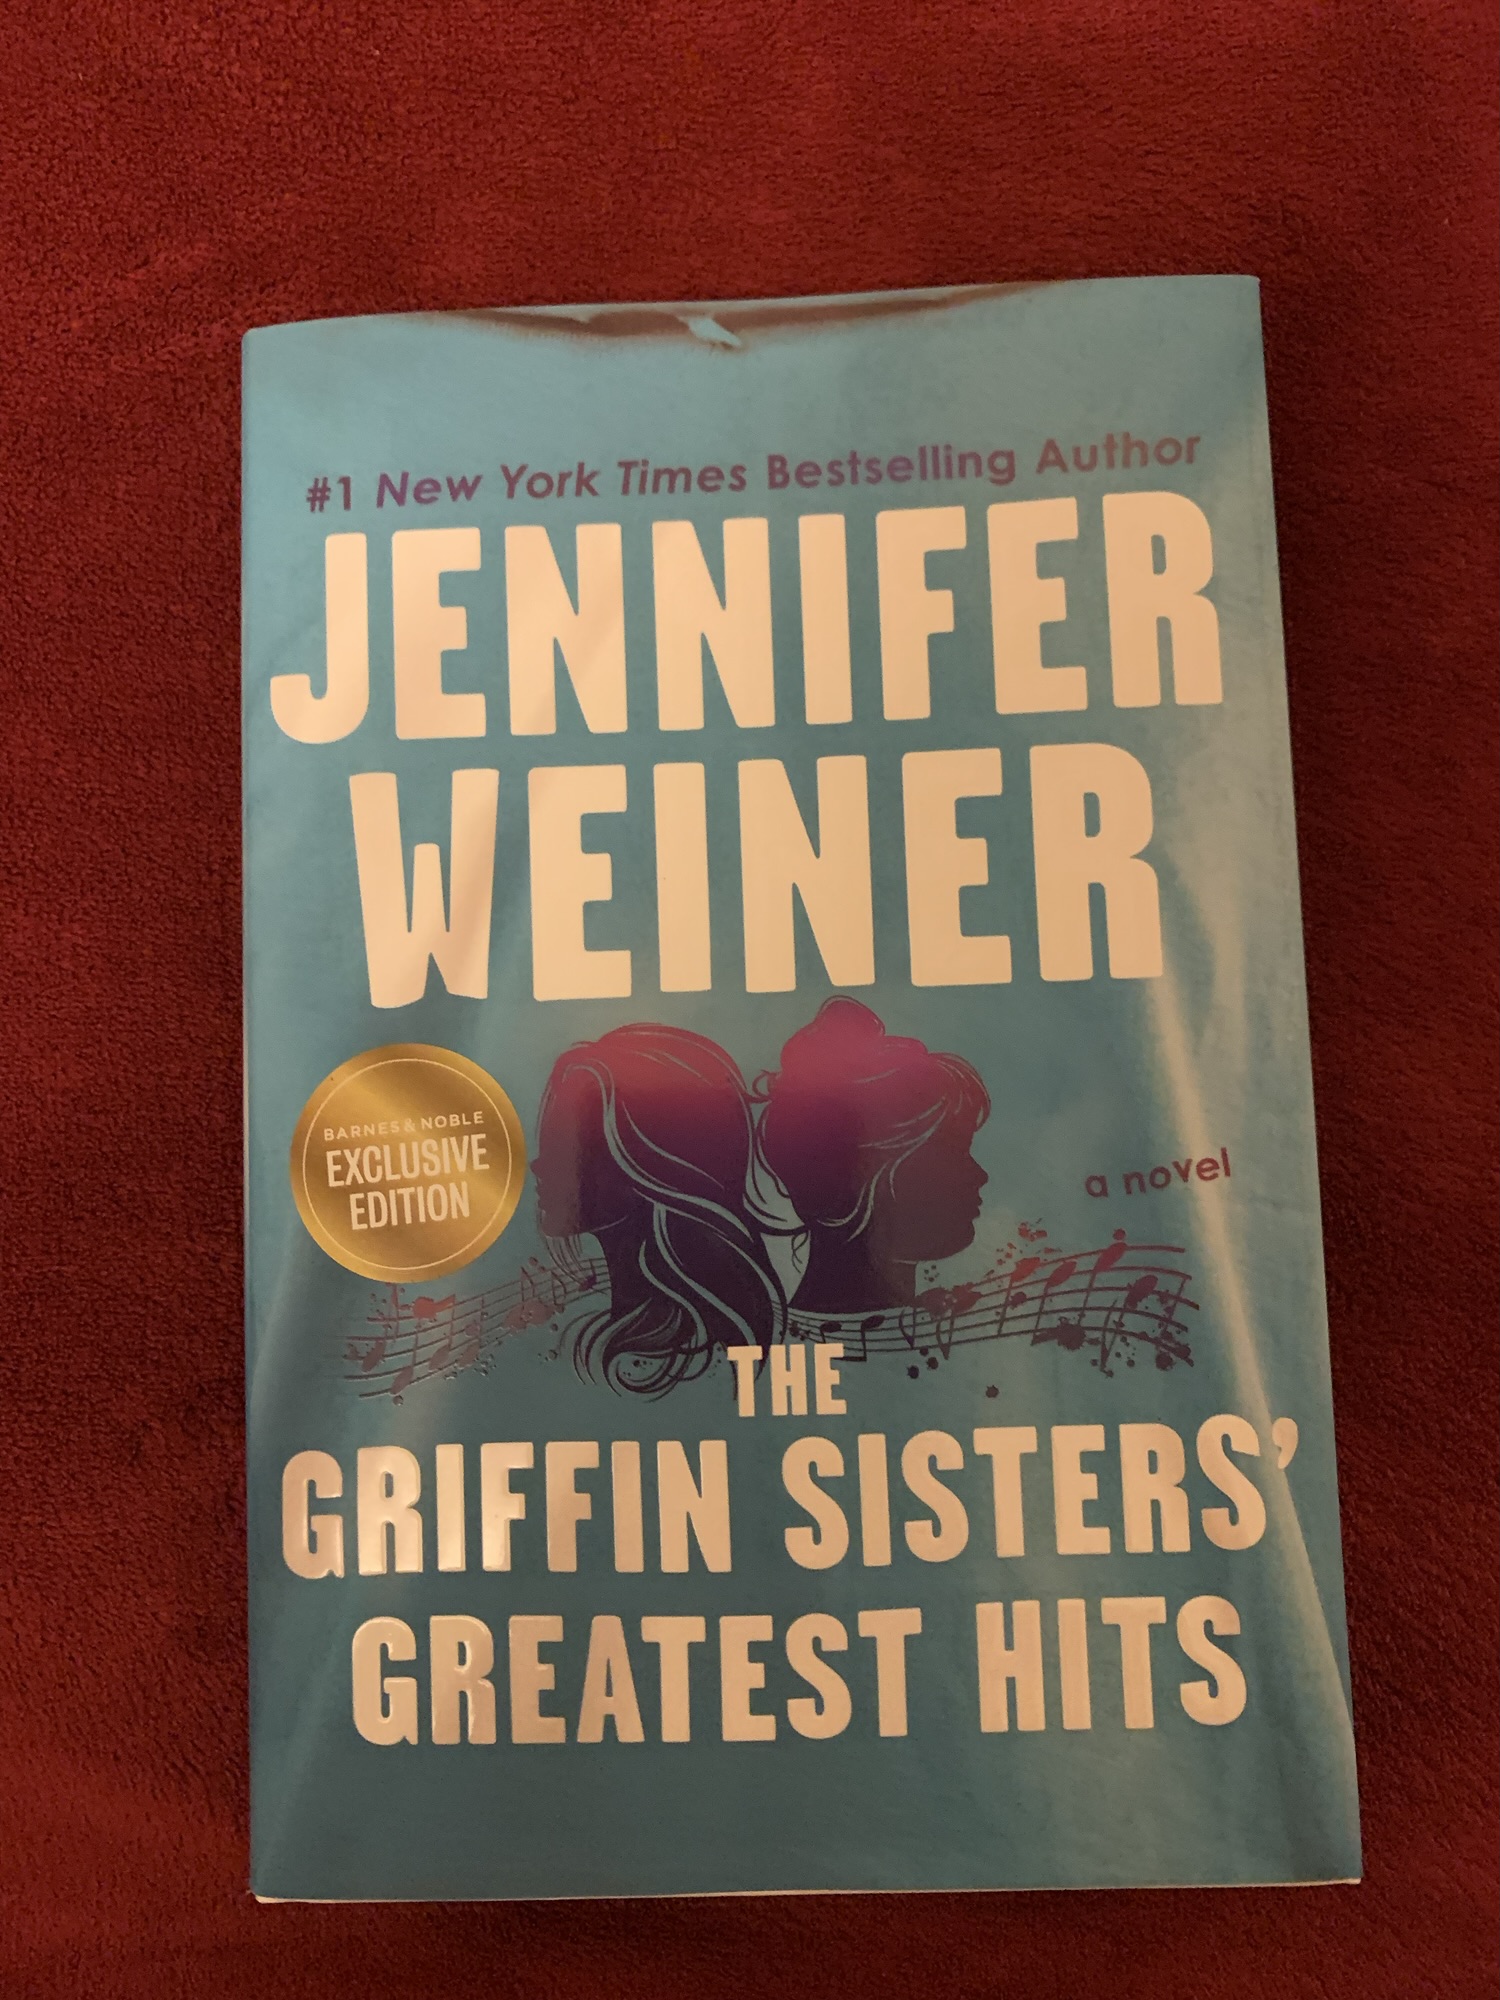 #1 New York Times Bestselling Author
JENNIFER
WEINER
BARNES & NOBLE
EXCLUSIVE
EDITION
a novel
THE
GRIFFIN SISTERS’
GREATEST HITS